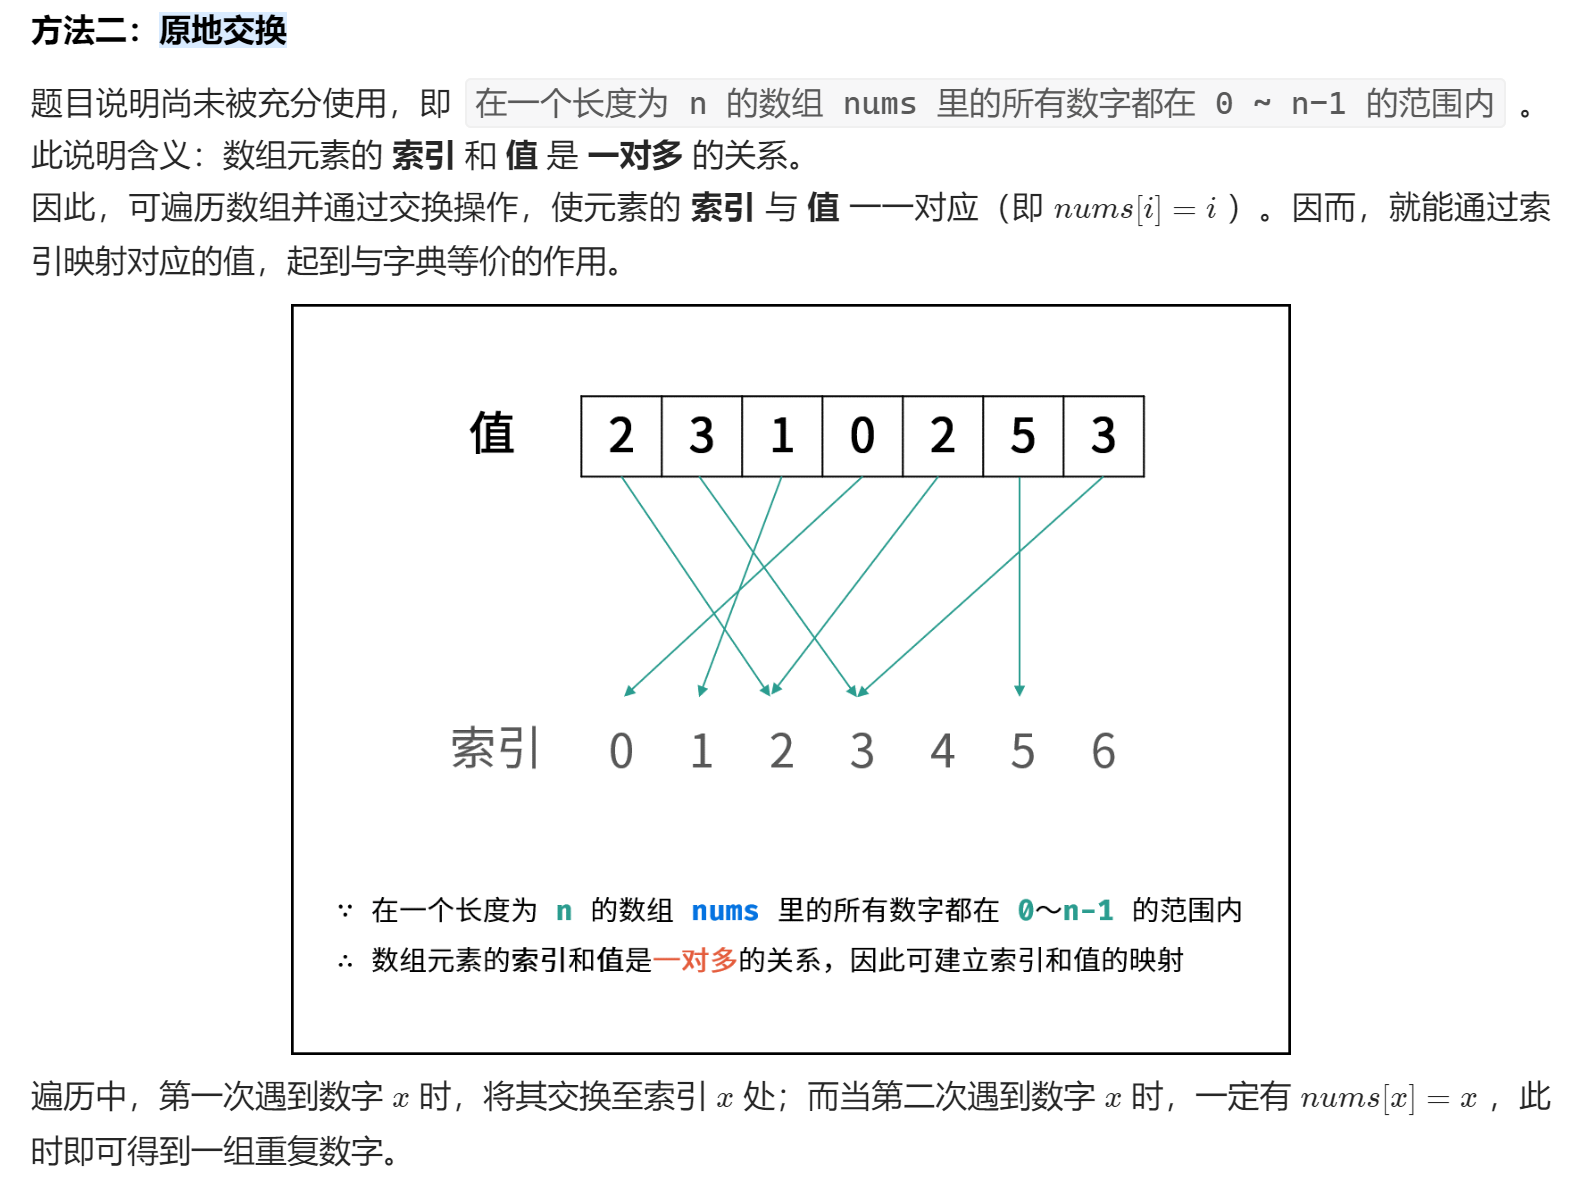 方法二：原地交换
题目说明尚未被充分使用，即 在一个长度为 n 的数组 nums 里的所有数字都在 0 ~ n-1 的范围内 。
此说明含义：数组元素的 索引 和 值 是 一对多 的关系。
因此，可遍历数组并通过交换操作，使元素的 索引 与 值 一一对应（即 nums[i] = i ）。因而，就能通过索
引映射对应的值，起到与字典等价的作用。
值 2 3 1 0 2 5 3
索引 0 1 2 3 4 5 6
∵ 在一个长度为 n 的数组 nums 里的所有数字都在 0～n-1 的范围内
∴ 数组元素的索引和值是一对多的关系，因此可建立索引和值的映射
遍历中，第一次遇到数字 x 时，将其交换至索引 x 处；而当第二次遇到数字 x 时，一定有 nums[x] = x ，此
时即可得到一组重复数字。